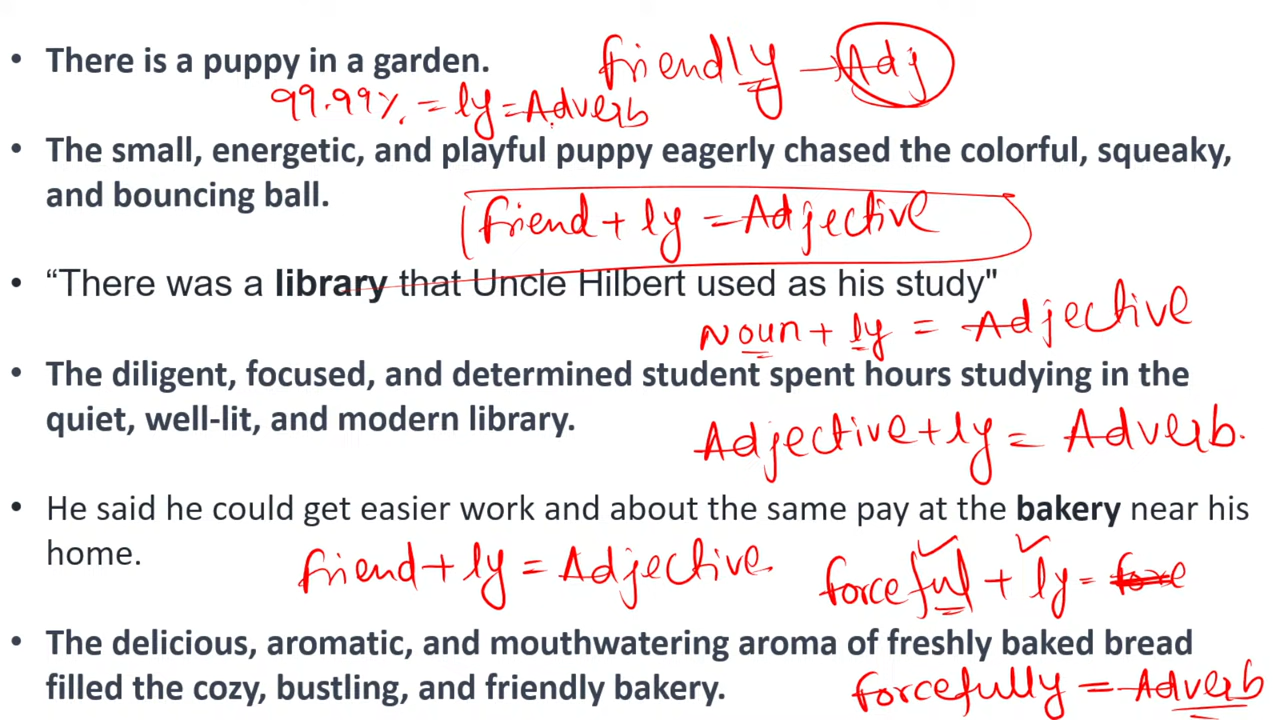 • There is a puppy in a garden.
friendly → Adj
99.99% = ly = Adverb
• The small, energetic, and playful puppy eagerly chased the colorful, squeaky,
and bouncing ball.
friend + ly = Adjective
• “There was a library that Uncle Hilbert used as his study"
Noun + ly = Adjective
• The diligent, focused, and determined student spent hours studying in the
quiet, well-lit, and modern library.
Adjective + ly = Adverb.
• He said he could get easier work and about the same pay at the bakery near his
home.
friend + ly = Adjective.
forceful + ly =
• The delicious, aromatic, and mouthwatering aroma of freshly baked bread
filled the cozy, bustling, and friendly bakery.
forcefully = Adverb